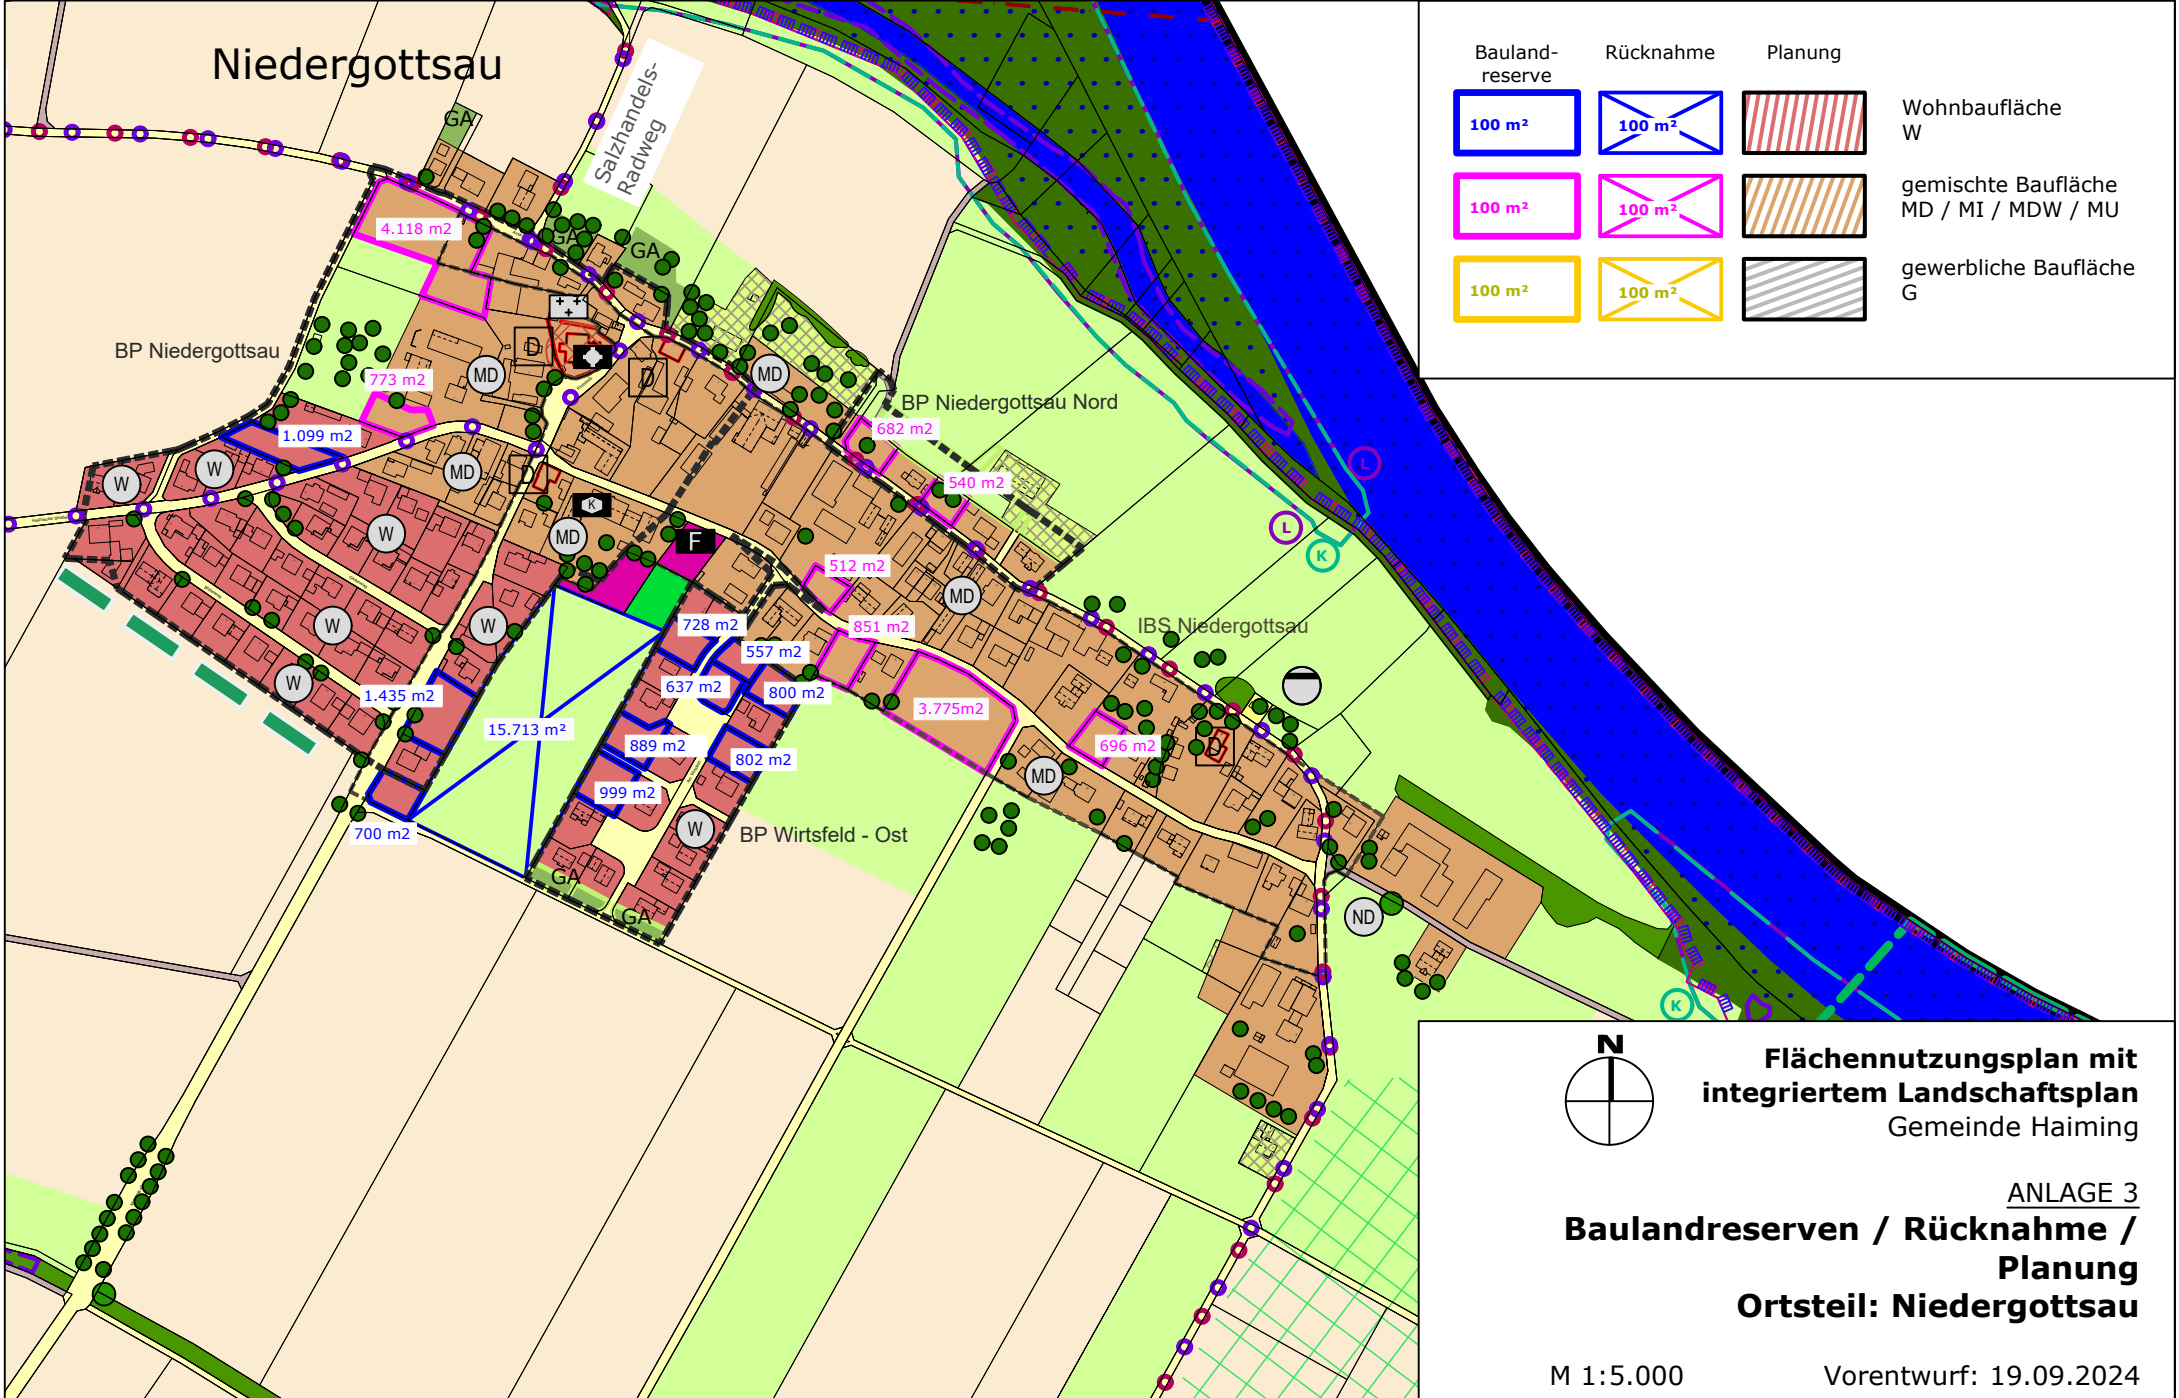 Niedergottsau
Salzhandels-
Radweg
GA
GA
GA
4.118 m2
BP Niedergottsau
D
D
MD
MD
773 m2
BP Niedergottsau Nord
682 m2
1.099 m2
W
W
MD
D
K
540 m2
W
MD
F
L
L
K
512 m2
MD
W
W
728 m2
851 m2
IBS Niedergottsau
557 m2
W
1.435 m2
637 m2
800 m2
15.713 m²
3.775m2
889 m2
802 m2
696 m2
D
MD
999 m2
700 m2
W
BP Wirtsfeld - Ost
GA
GA
ND
K
Bauland-
reserve
Rücknahme
Planung
100 m²
100 m²
Wohnbaufläche
W
100 m²
100 m²
gemischte Baufläche
MD / MI / MDW / MU
100 m²
100 m²
gewerbliche Baufläche
G
N
Flächennutzungsplan mit
integriertem Landschaftsplan
Gemeinde Haiming
ANLAGE 3
Baulandreserven / Rücknahme /
Planung
Ortsteil: Niedergottsau
M 1:5.000
Vorentwurf: 19.09.2024